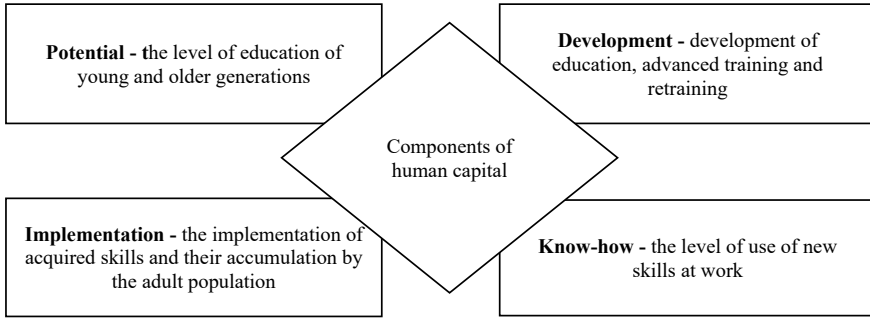 Potential - the level of education of
young and older generations
Development - development of
education, advanced training and
retraining
Components of
human capital
Implementation - the implementation of
acquired skills and their accumulation by
the adult population
Know-how - the level of use of new
skills at work